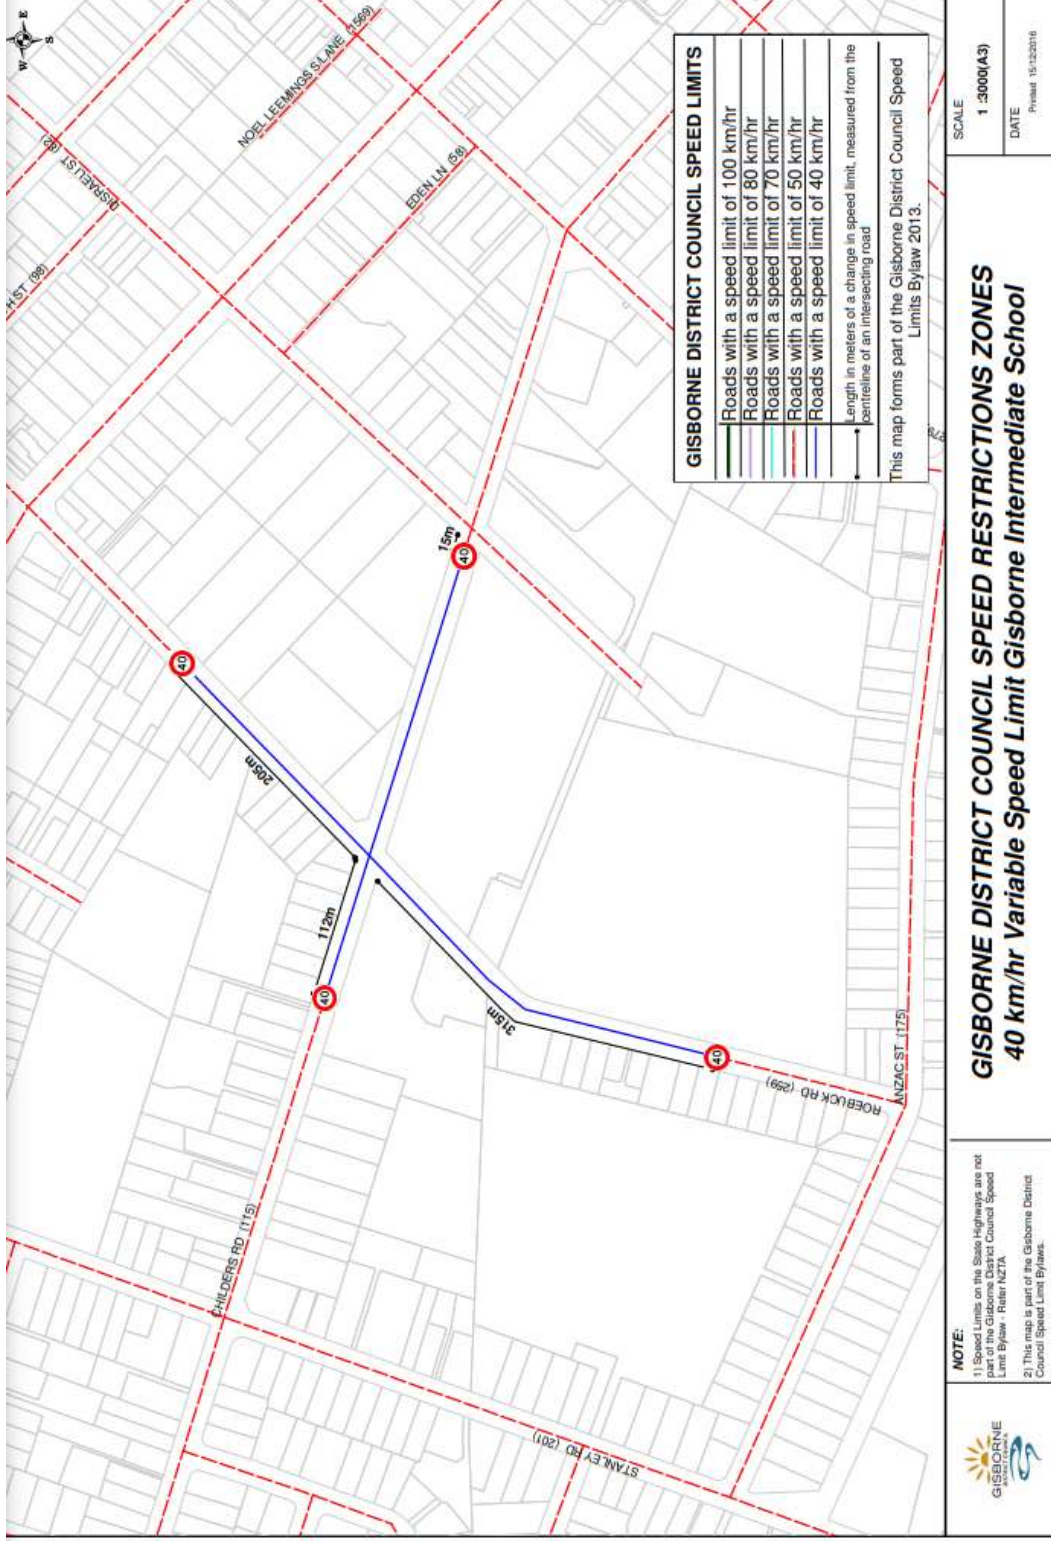 GISBORNE DISTRICT COUNCIL SPEED RESTRICTIONS ZONES
40 km/hr Variable Speed Limit Gisborne Intermediate School
SCALE
1 :3000(A3)
DATE
Printed 15/12/2016
NOTE:
1) Speed Limits on the State Highways are not
part of the Gisborne District Council Speed
Limit Bylaw - Refer NZTA
2) This map is part of the Gisborne District
Council Speed Limit Bylaws.
GISBORNE
DISTRICT COUNCIL
GISBORNE DISTRICT COUNCIL SPEED LIMITS
Roads with a speed limit of 100 km/hr
Roads with a speed limit of 80 km/hr
Roads with a speed limit of 70 km/hr
Roads with a speed limit of 50 km/hr
Roads with a speed limit of 40 km/hr
Length in meters of a change in speed limit, measured from the
centreline of an intersecting road
This map forms part of the Gisborne District Council Speed
Limits Bylaw 2013.
W
E
S
H ST (98)
DISRAELI ST (82)
NOEL LEEMINGS S.LANE (1569)
EDEN LN (58)
CHILDERS RD (115)
STANLEY RD (201)
ROEBUCK RD (259)
ANZAC ST (175)
205m
112m
315m
15m
40
40
40
40